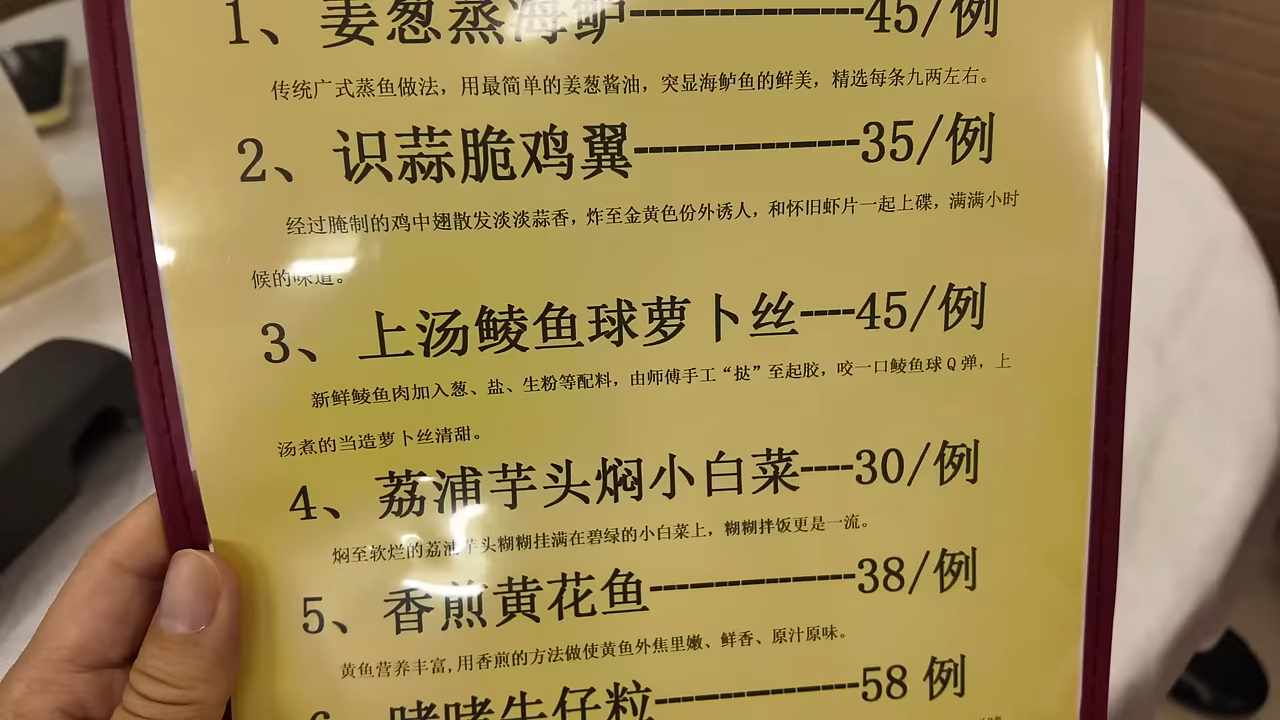 1、姜葱蒸海鲈-------------45/例
传统广式蒸鱼做法，用最简单的姜葱酱油，突显海鲈鱼的鲜美，精选每条九两左右。
2、识蒜脆鸡翼-------------35/例
经过腌制的鸡中翅散发淡淡蒜香，炸至金黄色份外诱人，和怀旧虾片一起上碟，满满小时
候的味道。
3、上汤鲮鱼球萝卜丝---45/例
新鲜鲮鱼肉加入葱、盐、生粉等配料，由师傅手工“挞”至起胶，咬一口鲮鱼球Q弹，上
汤煮的当造萝卜丝清甜。
4、荔浦芋头焖小白菜---30/例
焖至软烂的荔浦芋头糊糊挂满在碧绿的小白菜上，糊糊拌饭更是一流。
5、香煎黄花鱼------------38/例
黄鱼营养丰富,用香煎的方法做使黄鱼外焦里嫩、鲜香、原汁原味。
6、啫啫牛仔粒------------58 例